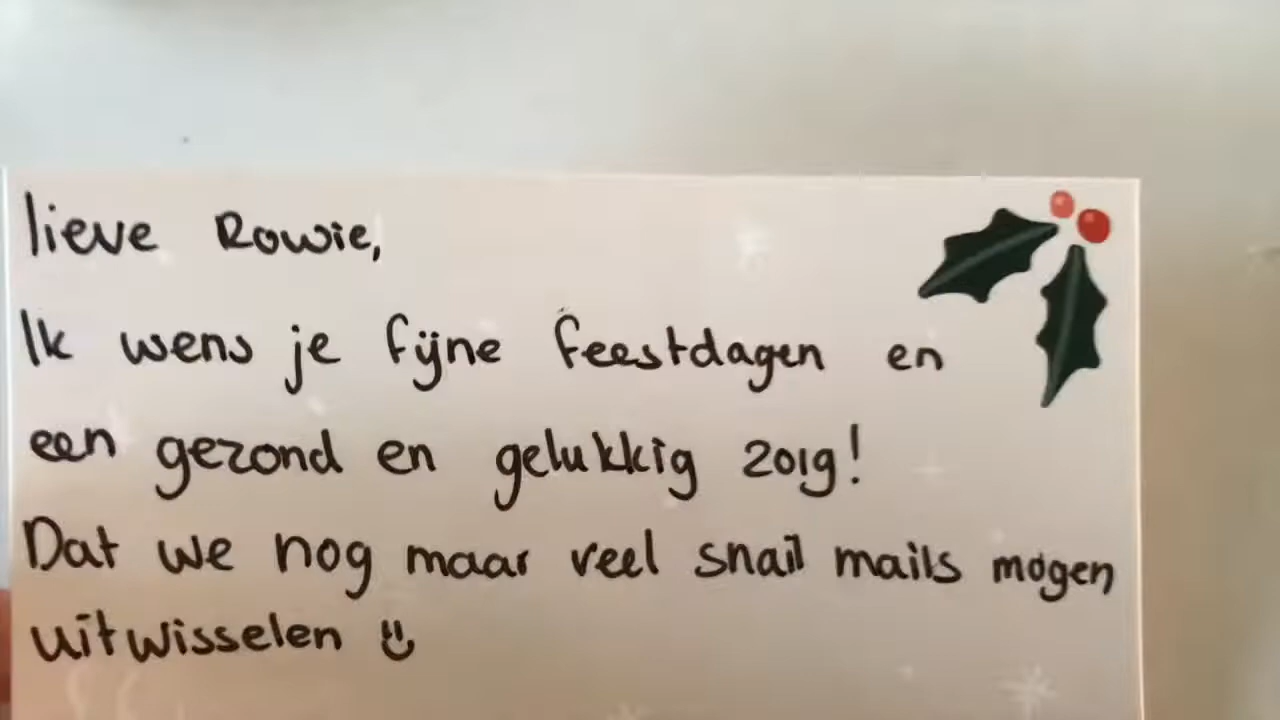 lieve Rowie,
Ik wens je fijne feestdagen en
een gezond en gelukkig 2019!
Dat we nog maar veel snail mails mogen
uitwisselen